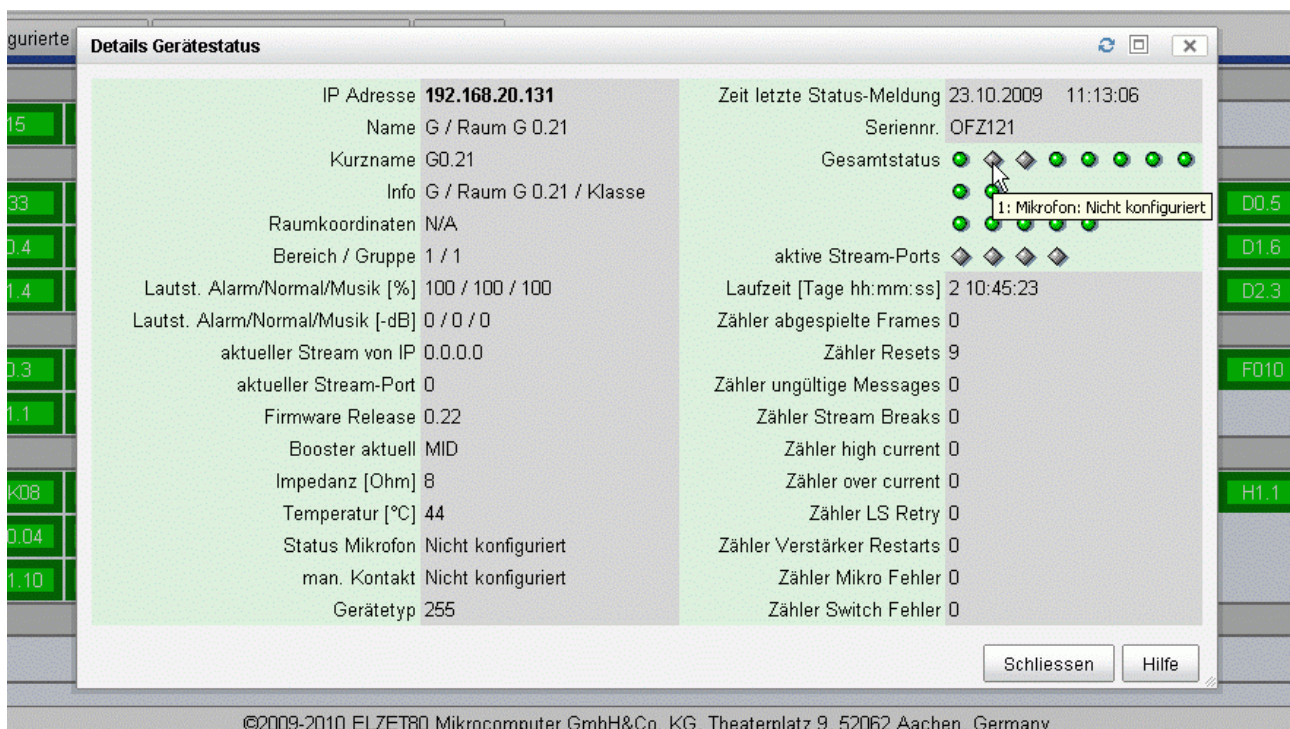 gurierte
Details Gerätestatus
IP Adresse 192.168.20.131
Name G / Raum G 0.21
Kurzname G0.21
Info G / Raum G 0.21 / Klasse
Raumkoordinaten N/A
Bereich / Gruppe 1 / 1
Lautst. Alarm/Normal/Musik [%] 100 / 100 / 100
Lautst. Alarm/Normal/Musik [-dB] 0 / 0 / 0
aktueller Stream von IP 0.0.0.0
aktueller Stream-Port 0
Firmware Release 0.22
Booster aktuell MID
Impedanz [Ohm] 8
Temperatur [°C] 44
Status Mikrofon Nicht konfiguriert
man. Kontakt Nicht konfiguriert
Gerätetyp 255
Zeit letzte Status-Meldung 23.10.2009 11:13:06
Seriennr. OFZ121
Gesamtstatus
1: Mikrofon: Nicht konfiguriert
aktive Stream-Ports
Laufzeit [Tage hh:mm:ss] 2 10:45:23
Zähler abgespielte Frames 0
Zähler Resets 9
Zähler ungültige Messages 0
Zähler Stream Breaks 0
Zähler high current 0
Zähler over current 0
Zähler LS Retry 0
Zähler Verstärker Restarts 0
Zähler Mikro Fehler 0
Zähler Switch Fehler 0
Schliessen Hilfe
15
33
0.4
1.4
0.3
1.1
K08
0.04
1.10
D0.5
D1.6
D2.3
F010
H1.1
©2009-2010 ELZET80 Mikrocomputer GmbH&Co. KG, Theaterplatz 9, 52062 Aachen, Germany